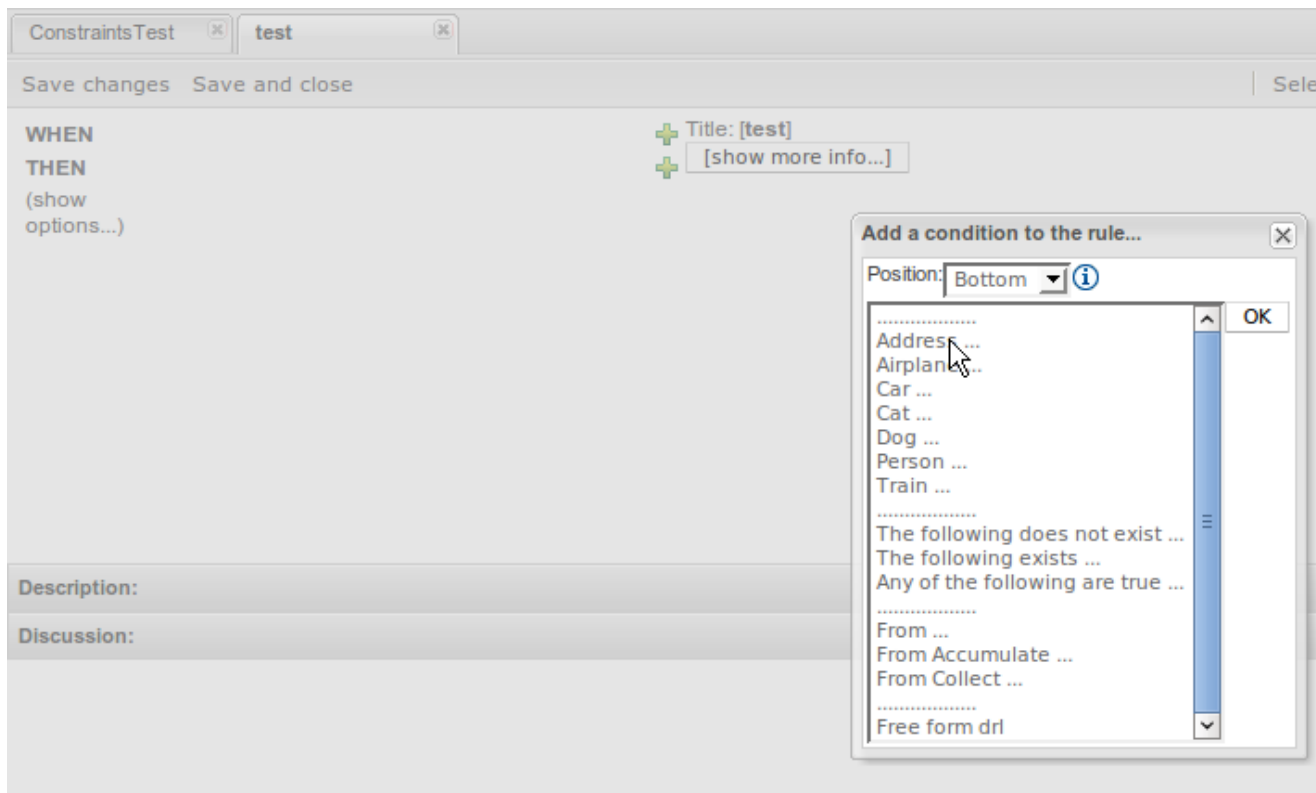 ConstraintsTest
test
Save changes Save and close
Sele
WHEN
Title: [test]
THEN
[show more info...]
(show
options...)
Add a condition to the rule...
Position: Bottom
..................
Address ...
OK
Airplane ...
Car ...
Cat ...
Dog ...
Person ...
Train ...
..................
The following does not exist ...
The following exists ...
Any of the following are true ...
..................
From ...
From Accumulate ...
From Collect ...
..................
Free form drl
Description:
Discussion: